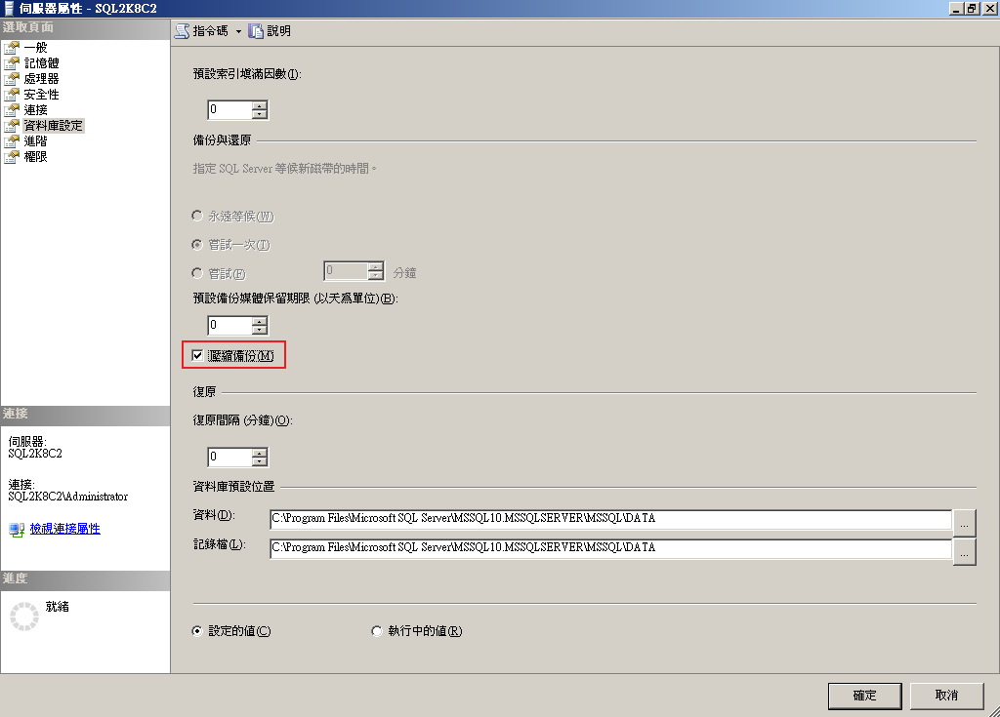 伺服器屬性 - SQL2K8C2
選取頁面
一般
記憶體
處理器
安全性
連接
資料庫設定
進階
權限
連接
伺服器:
SQL2K8C2
連接:
SQL2K8C2\Administrator
檢視連接屬性
進度
就緒
指令碼 說明
預設索引填滿因數(I):
0
備份與還原
指定 SQL Server 等候新磁帶的時間。
永遠等候(W)
嘗試一次(T)
嘗試(F) 0 分鐘
預設備份媒體保留期限 (以天為單位)(B):
0
壓縮備份(M)
復原
復原間隔 (分鐘)(O):
0
資料庫預設位置
資料(D): C:\Program Files\Microsoft SQL Server\MSSQL10.MSSQLSERVER\MSSQL\DATA ...
記錄檔(L): C:\Program Files\Microsoft SQL Server\MSSQL10.MSSQLSERVER\MSSQL\DATA ...
設定的值(C) 執行中的值(R)
確定 取消